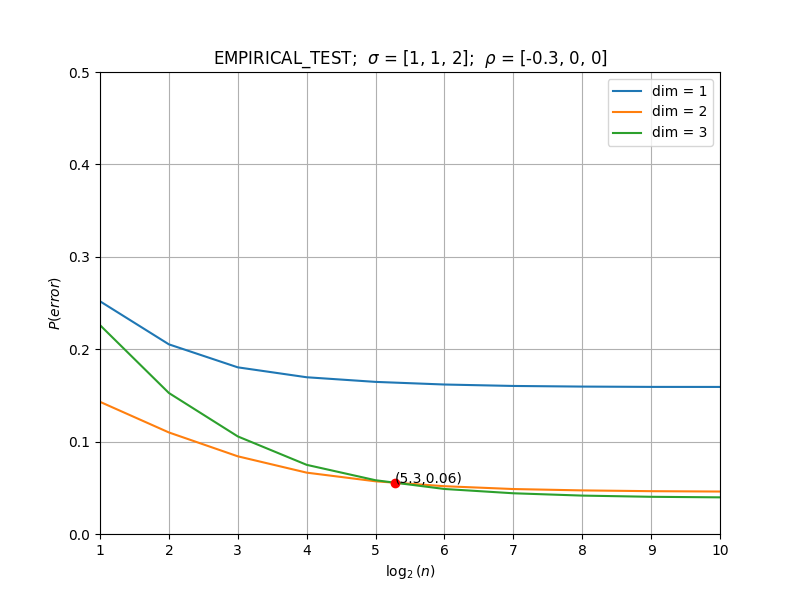 EMPIRICAL_TEST; σ = [1, 1, 2]; ρ = [-0.3, 0, 0]
dim = 1
dim = 2
dim = 3
P(error)
0.5
0.4
0.3
0.2
0.1
0.0
(5.3,0.06)
1 2 3 4 5 6 7 8 9 10
log₂(n)